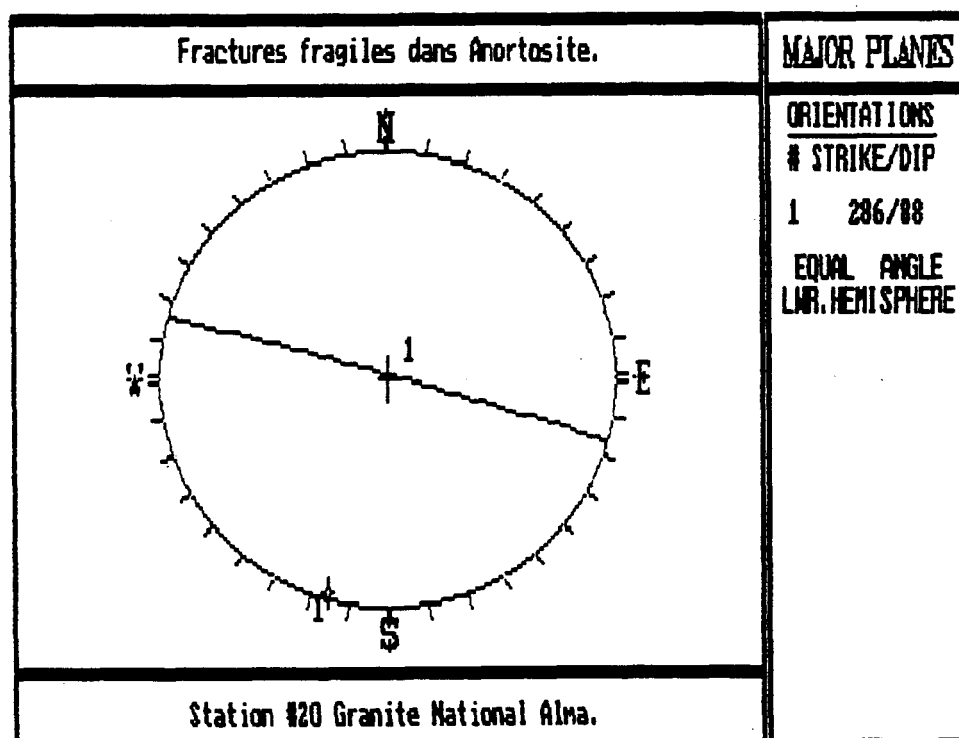 Fractures fragiles dans Anortosite.
MAJOR PLANES
ORIENTATIONS
# STRIKE/DIP
1 286/88
EQUAL ANGLE
LWR.HEMISPHERE
N
1
W
E
1
S
Station #20 Granite National Alma.